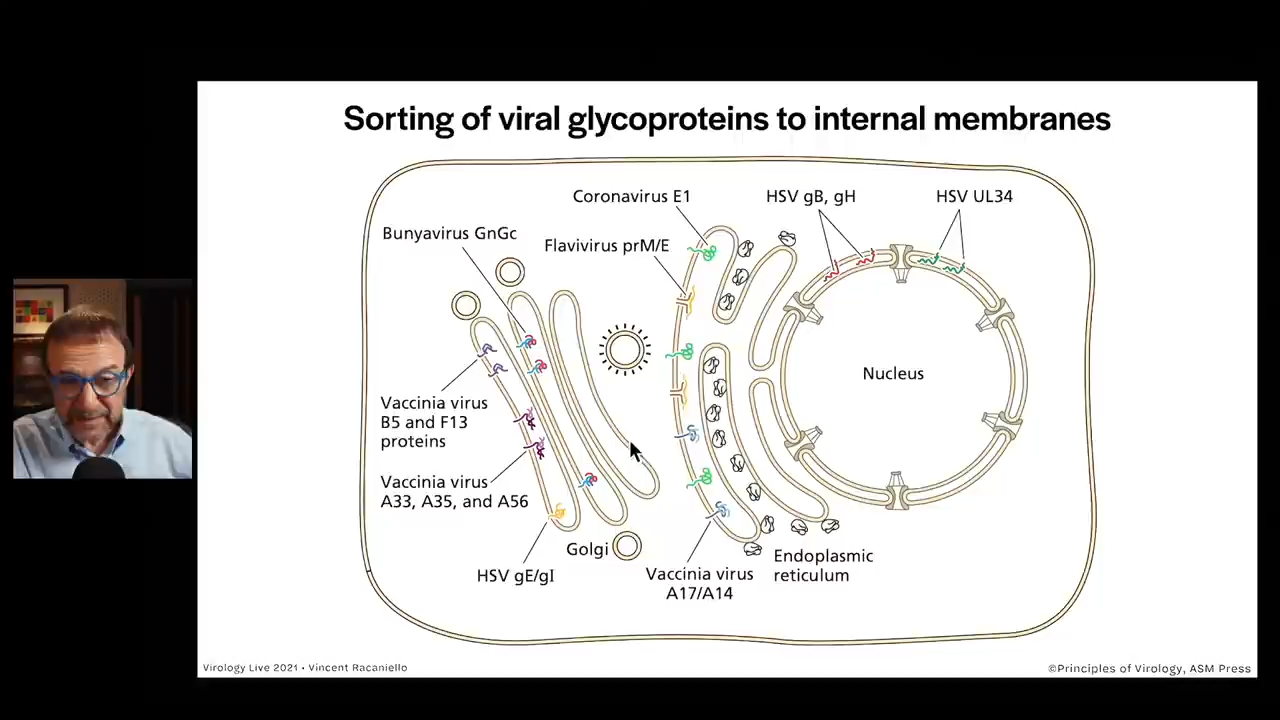 Sorting of viral glycoproteins to internal membranes
Coronavirus E1
HSV gB, gH
HSV UL34
Bunyavirus GnGc
Flavivirus prM/E
Nucleus
Vaccinia virus
B5 and F13
proteins
Vaccinia virus
A33, A35, and A56
Golgi
HSV gE/gI
Vaccinia virus
A17/A14
Endoplasmic
reticulum
Virology Live 2021 • Vincent Racaniello
©Principles of Virology, ASM Press